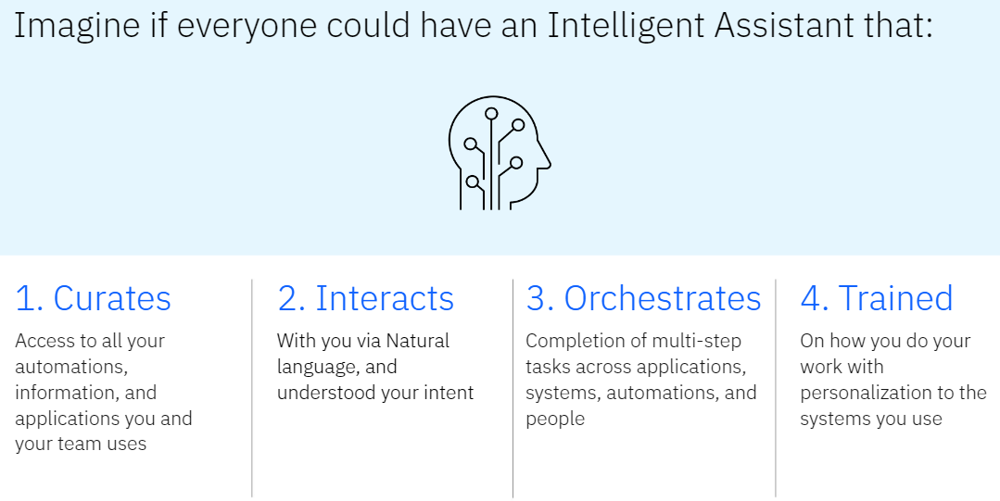 Imagine if everyone could have an Intelligent Assistant that:
1. Curates
Access to all your
automations,
information, and
applications you and
your team uses
2. Interacts
With you via Natural
language, and
understood your intent
3. Orchestrates
Completion of multi-step
tasks across applications,
systems, automations, and
people
4. Trained
On how you do your
work with
personalization to the
systems you use